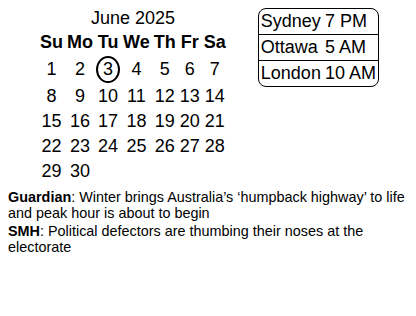 June 2025
Su Mo Tu We Th Fr Sa
1 2 3 4 5 6 7
8 9 10 11 12 13 14
15 16 17 18 19 20 21
22 23 24 25 26 27 28
29 30
Sydney 7 PM
Ottawa 5 AM
London 10 AM
Guardian: Winter brings Australia’s ‘humpback highway’ to life
and peak hour is about to begin
SMH: Political defectors are thumbing their noses at the
electorate